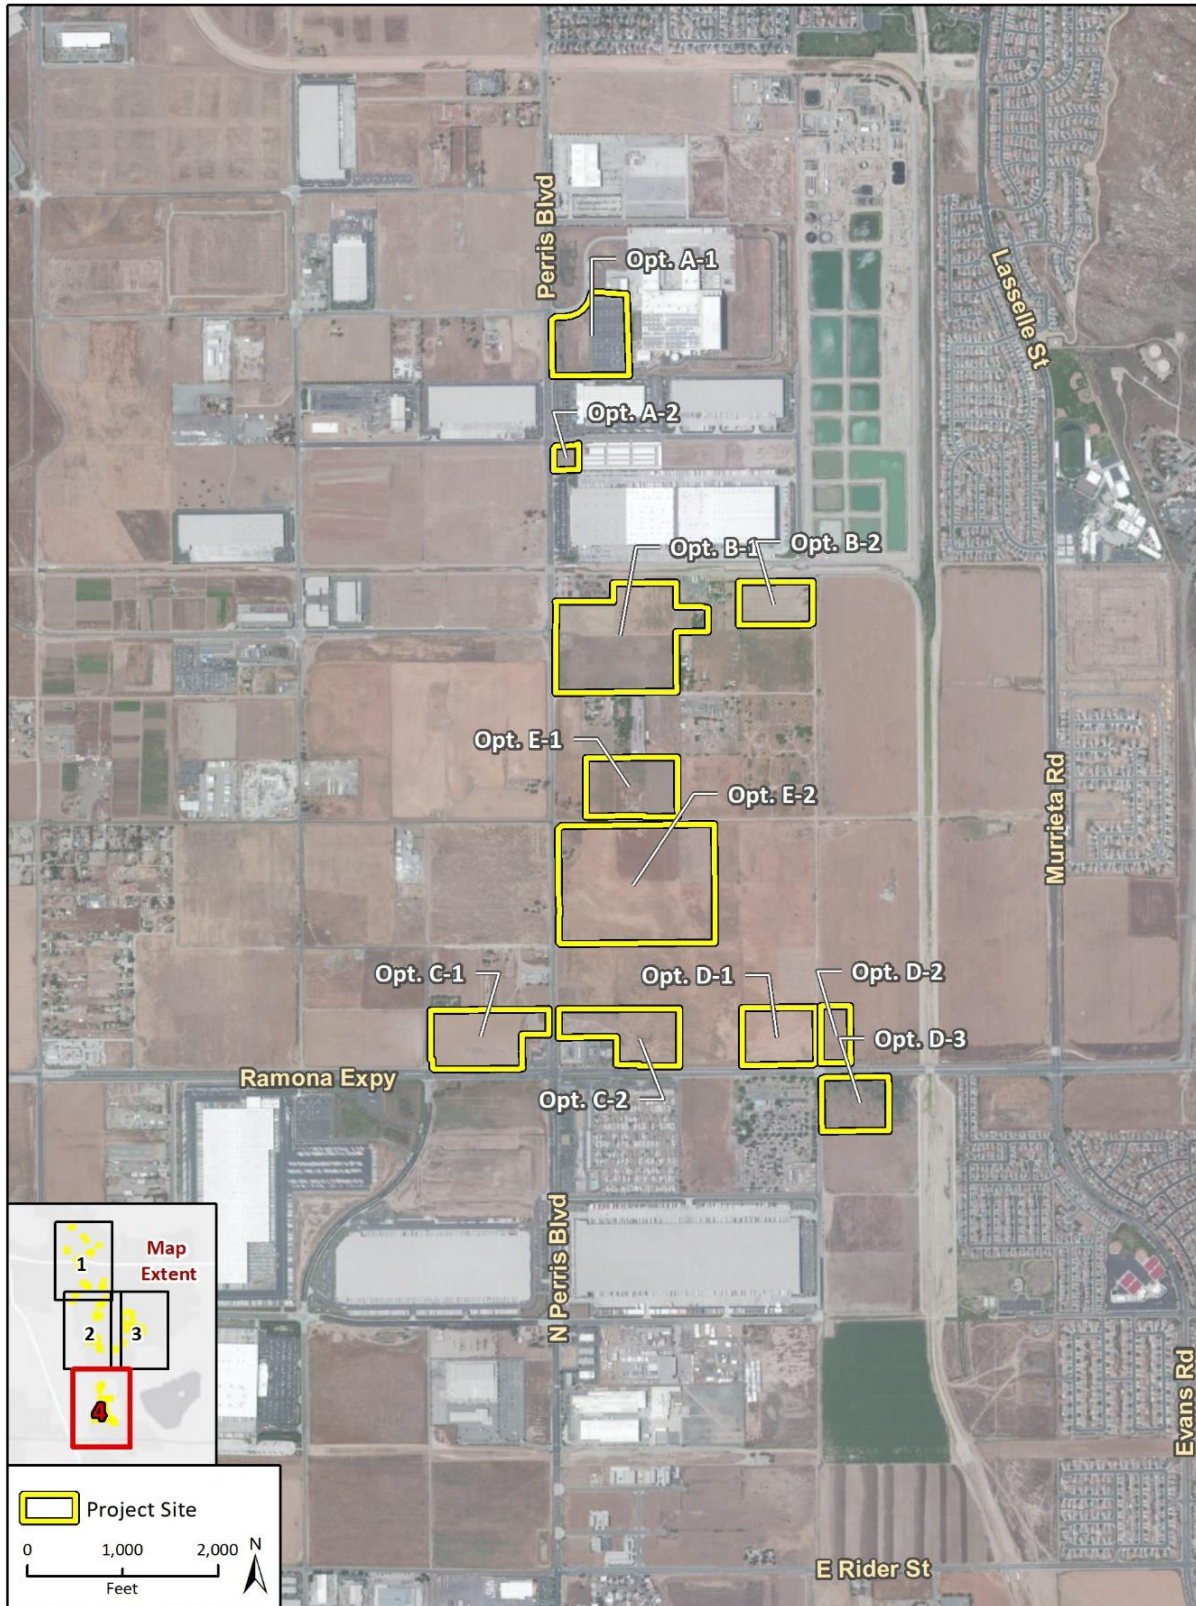 Perris Blvd
Opt. A-1
Lasselle St
Opt. A-2
Opt. B-1
Opt. B-2
Opt. E-1
Opt. E-2
Murrieta Rd
Opt. C-1
Opt. D-1
Opt. D-2
Opt. D-3
Ramona Expy
Opt. C-2
N Perris Blvd
Map
Extent
1
2
3
4
Evans Rd
Project Site
0 1,000 2,000
Feet
N
E Rider St